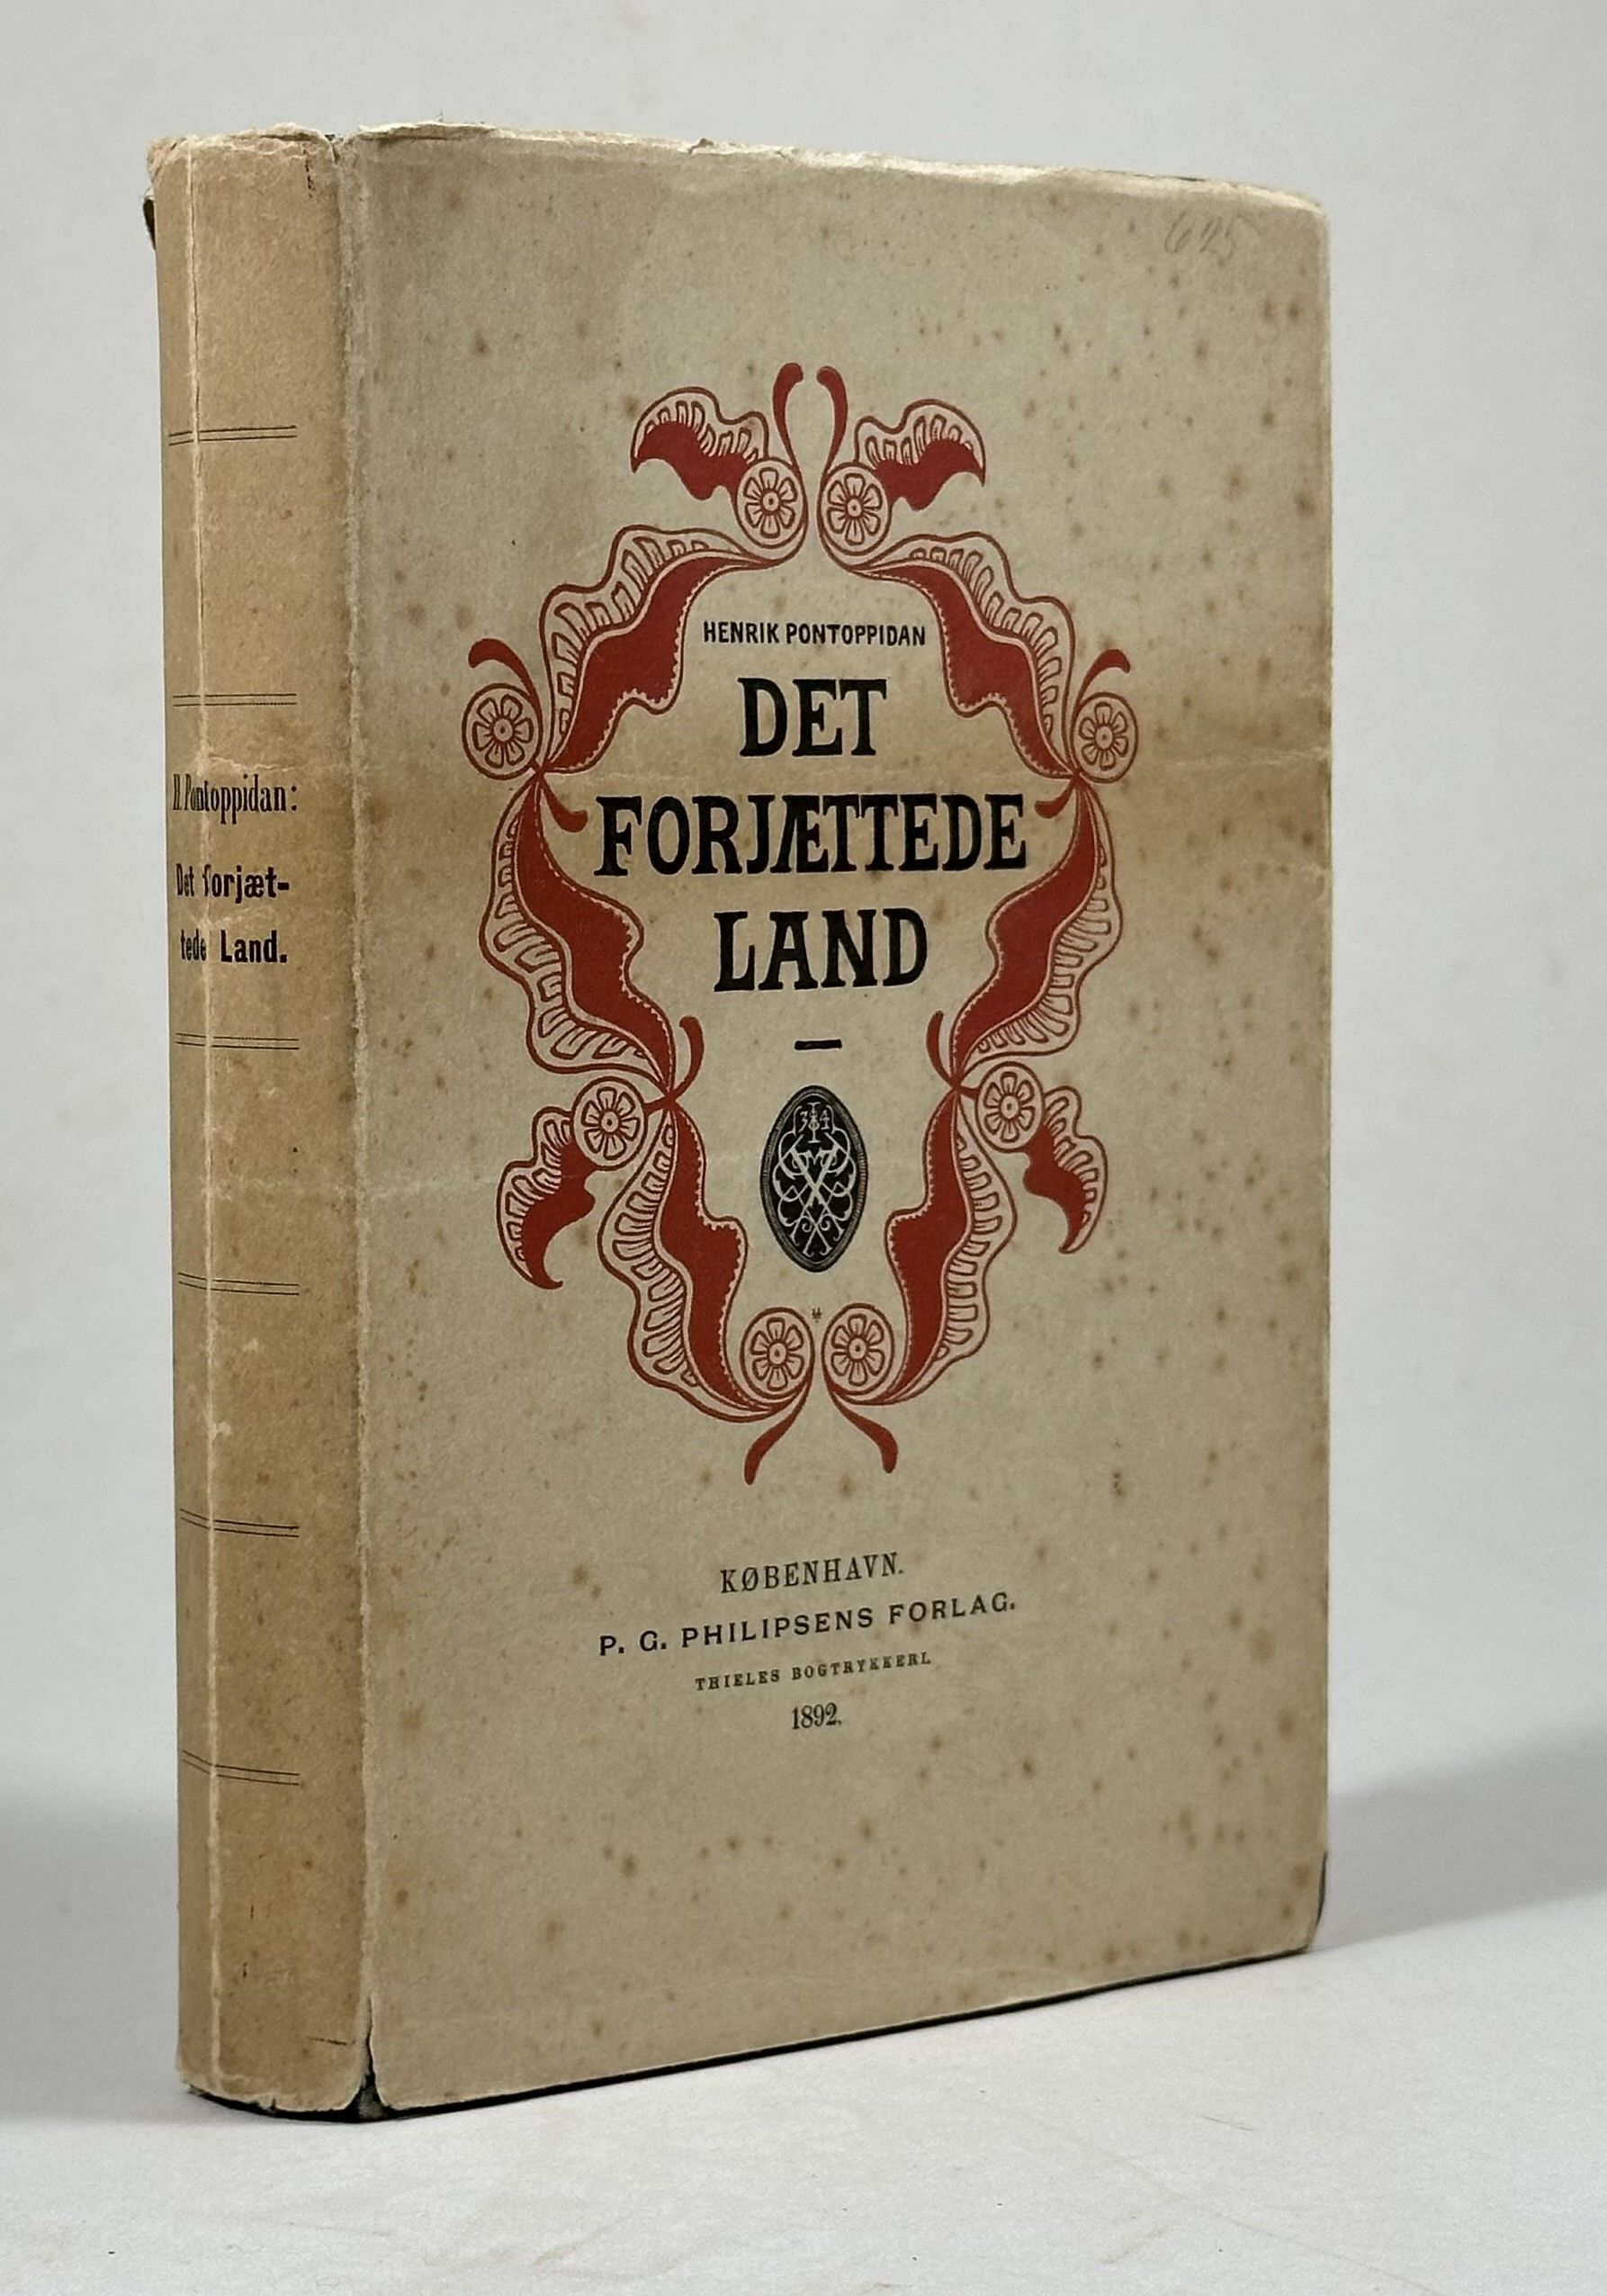 H. Pontoppidan:
Det forjæt-
tede Land.
625
HENRIK PONTOPPIDAN
DET
FORJÆTTEDE
LAND
KØBENHAVN.
P. G. PHILIPSENS FORLAG.
THIELES BOGTRYKKERI.
1892.